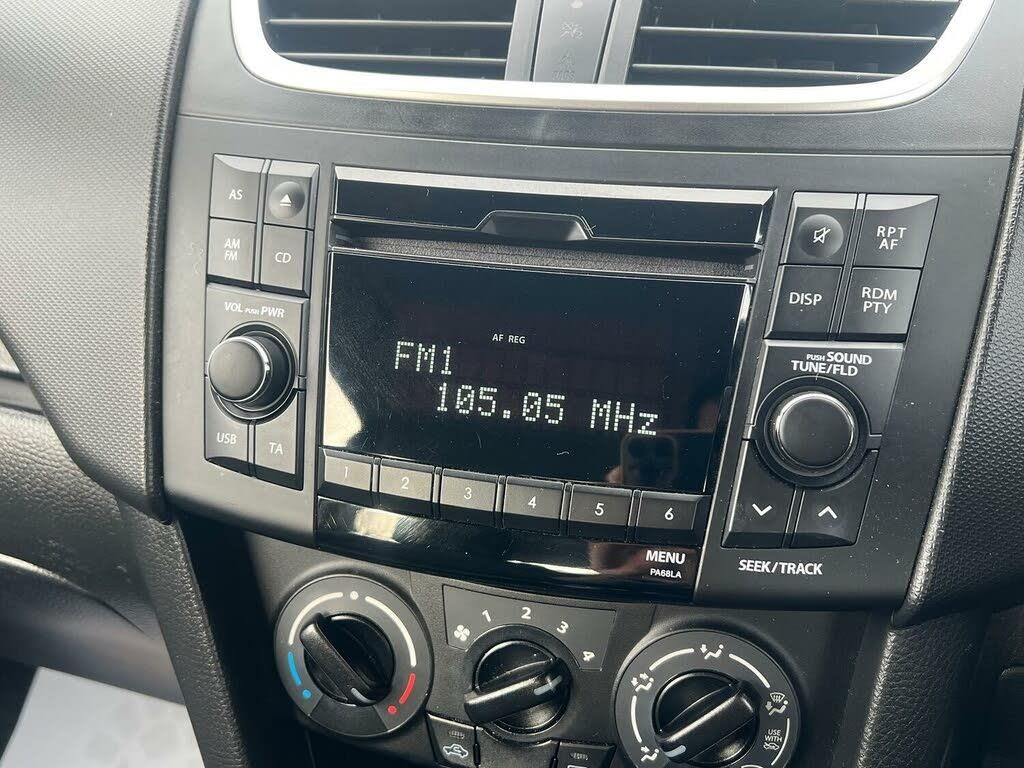 AS
AM
FM
CD
VOL PUSH PWR
USB
TA
AF REG
FM1
105.05 MHz
1
2
3
4
5
6
MENU
PA68LA
RPT
AF
DISP
RDM
PTY
PUSH SOUND
TUNE/FLD
SEEK/TRACK
1
2
3
4
USE
WITH